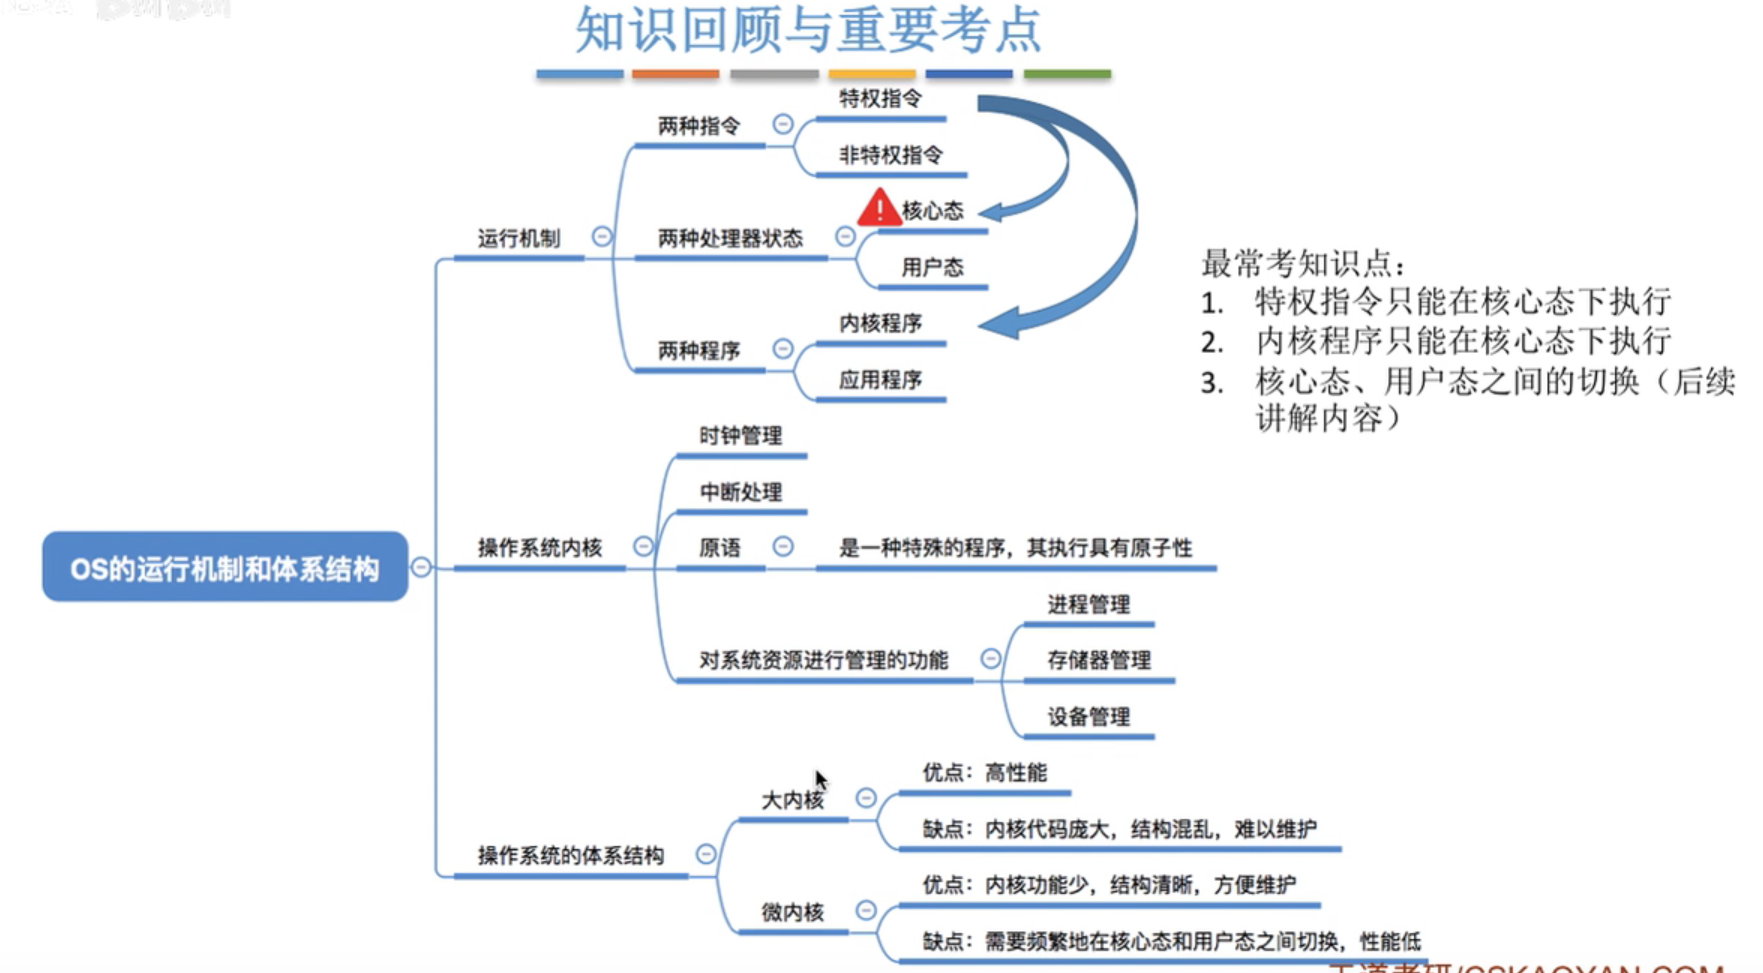 知识回顾与重要考点
特权指令
两种指令
非特权指令
核心态
运行机制
两种处理器状态
用户态
内核程序
两种程序
应用程序
最常考知识点：
1. 特权指令只能在核心态下执行
2. 内核程序只能在核心态下执行
3. 核心态、用户态之间的切换（后续
讲解内容）
时钟管理
中断处理
OS的运行机制和体系结构
操作系统内核
原语
是一种特殊的程序，其执行具有原子性
进程管理
对系统资源进行管理的功能
存储器管理
设备管理
优点：高性能
大内核
缺点：内核代码庞大，结构混乱，难以维护
操作系统的体系结构
优点：内核功能少，结构清晰，方便维护
微内核
缺点：需要频繁地在核心态和用户态之间切换，性能低
王道考研/CSKAOYAN.COM